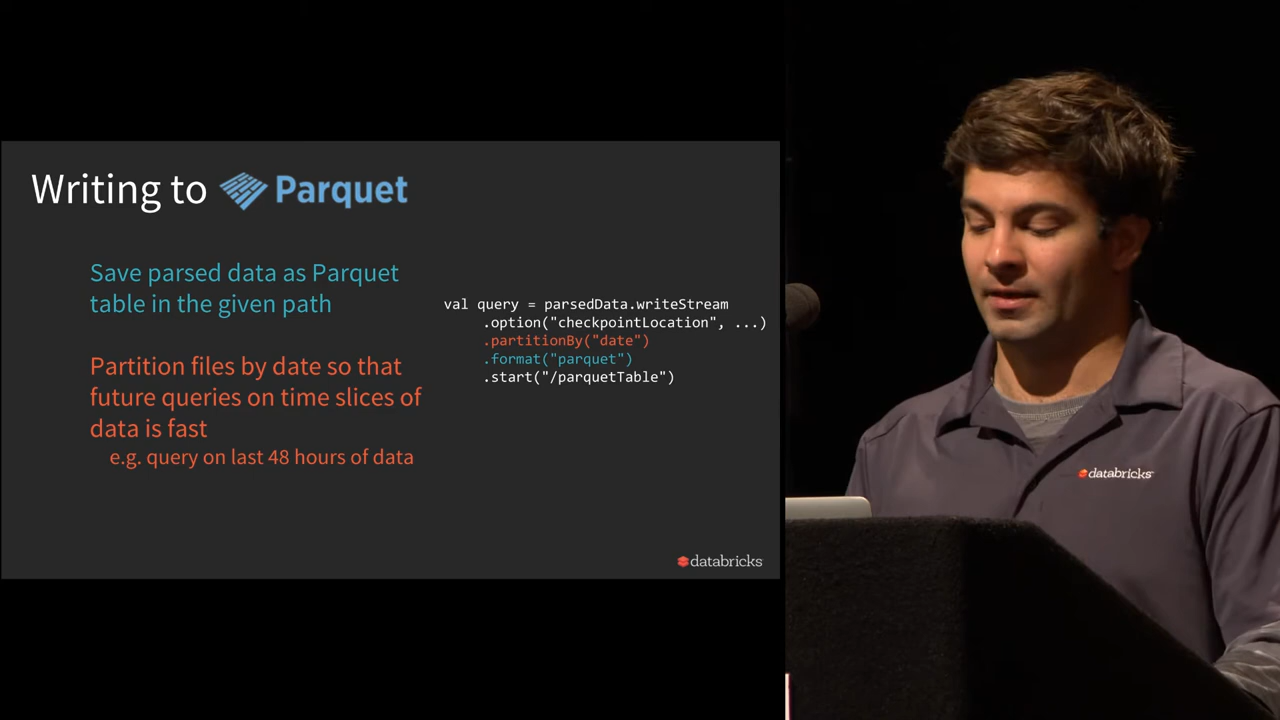 Writing to Parquet
Save parsed data as Parquet
table in the given path
Partition files by date so that
future queries on time slices of
data is fast
e.g. query on last 48 hours of data
val query = parsedData.writeStream
.option("checkpointLocation", ...)
.partitionBy("date")
.format("parquet")
.start("/parquetTable")
databricks
databricks